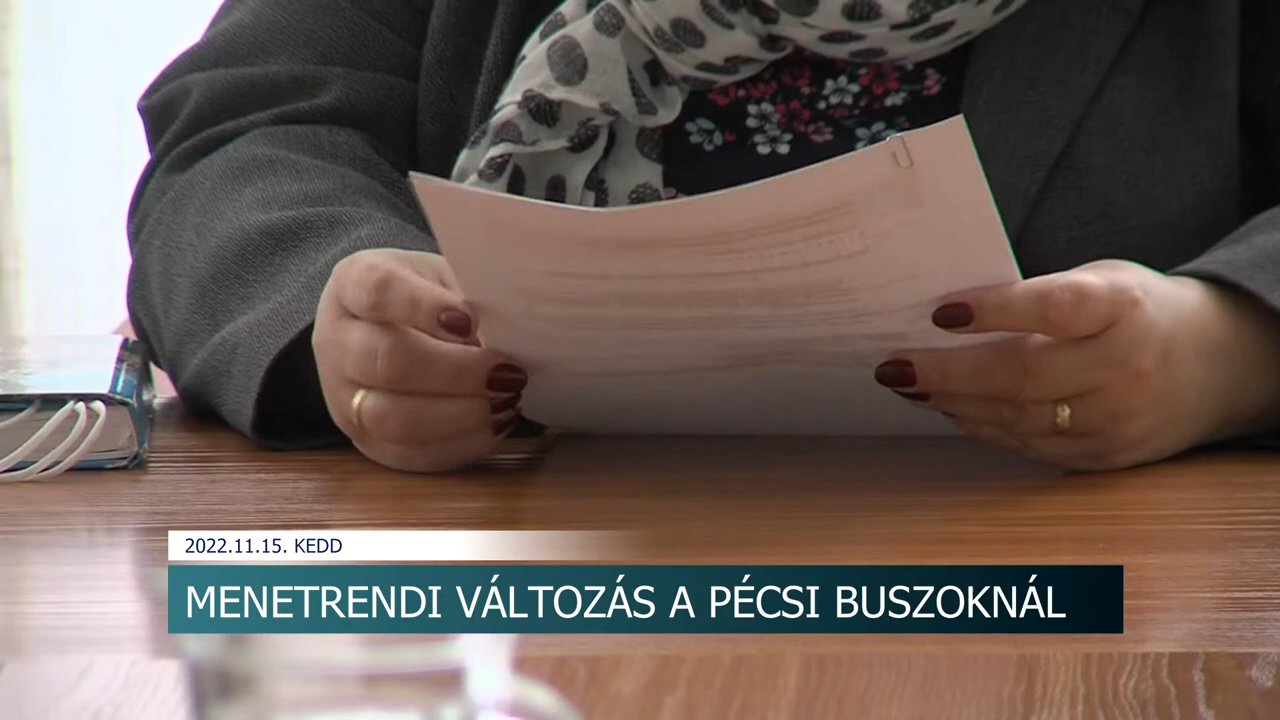 2022.11.15. KEDD
MENETRENDI VÁLTOZÁS A PÉCSI BUSZOKNÁL